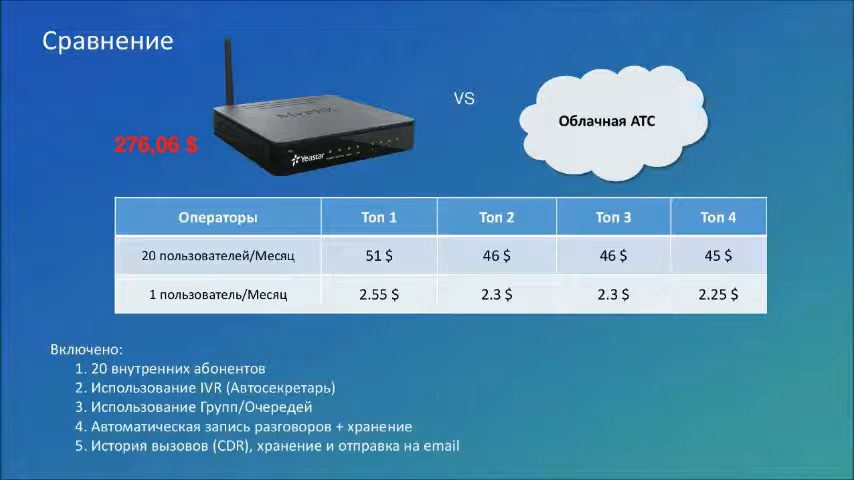 Сравнение
VS
Облачная АТС
276,06 $
Yeastar
Операторы Топ 1 Топ 2 Топ 3 Топ 4
20 пользователей/Месяц 51 $ 46 $ 46 $ 45 $
1 пользователь/Месяц 2.55 $ 2.3 $ 2.3 $ 2.25 $
Включено:
1. 20 внутренних абонентов
2. Использование IVR (Автосекретарь)
3. Использование Групп/Очередей
4. Автоматическая запись разговоров + хранение
5. История вызовов (CDR), хранение и отправка на email